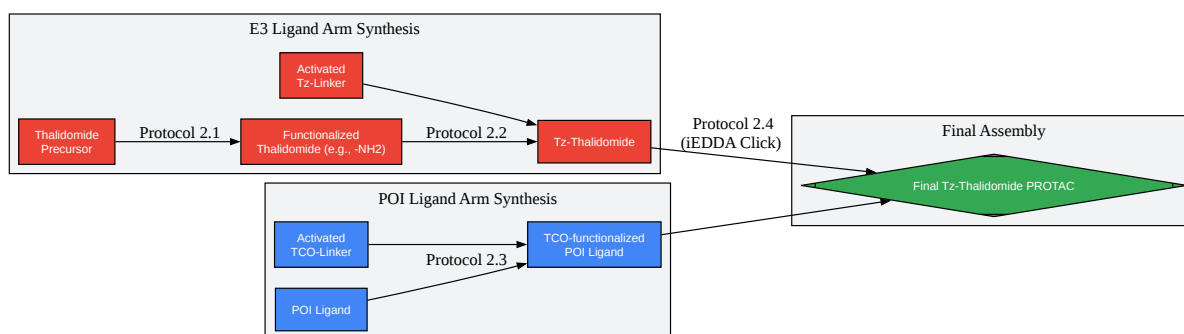 E3 Ligand Arm Synthesis
Activated
Tz-Linker
Thalidomide
Precursor
Protocol 2.1
Functionalized
Thalidomide (e.g., -NH2)
Protocol 2.2
Tz-Thalidomide
Protocol 2.4
(iEDDA Click)
Final Assembly
Final Tz-Thalidomide PROTAC
POI Ligand Arm Synthesis
Activated
TCO-Linker
Protocol 2.3
TCO-functionalized
POI Ligand
POI Ligand